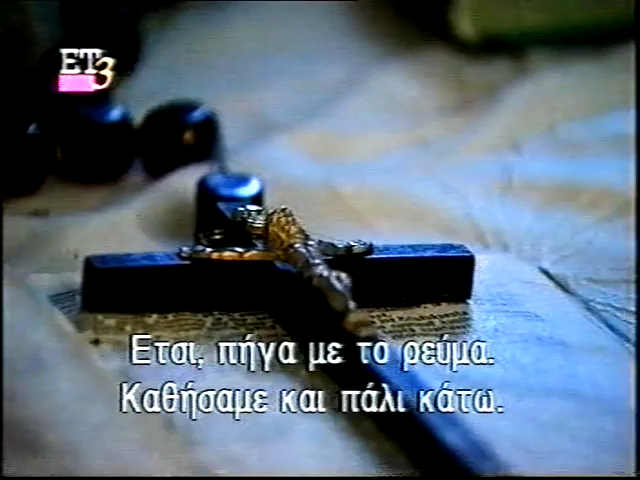 ET3
Ετσι, πήγα με το ρεύμα.
Καθήσαμε και πάλι κάτω.